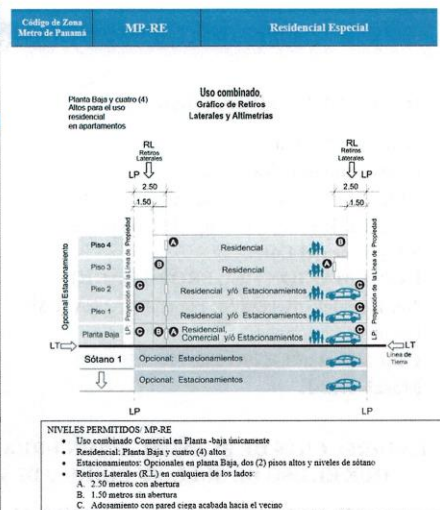 Código de Zona
Metro de Panamá
MP-RE
Residencial Especial
Planta Baja y cuatro (4)
Altos para el uso
residencial
en apartamentos
Uso combinado,
Gráfico de Retiros
Laterales y Altimetrías
RL
Retiros
Laterales
LP
2.50
1.50
RL
Retiros
Laterales
LP
2.50
1.50
Opcional Estacionamiento
LP Proyección de la Línea de Propiedad
LP Proyección de la Línea de Propiedad
Piso 4
A
Residencial
B
Piso 3
B
Residencial
A
Piso 2
C
Residencial y/ó Estacionamientos
C
Piso 1
C
Residencial y/ó Estacionamientos
C
Planta Baja
C B A
Residencial,
Comercial y/ó Estacionamientos
C
LT
LT
Línea de
Tierra
Sótano 1
Opcional: Estacionamientos
Opcional: Estacionamientos
LP
LP
NIVELES PERMITIDOS: MP-RE
• Uso combinado Comercial en Planta -baja únicamente
• Residencial: Planta Baja y cuatro (4) altos
• Estacionamientos: Opcionales en planta Baja, dos (2) pisos altos y niveles de sótano
• Retiros Laterales (R.L) en cualquiera de los lados:
A. 2.50 metros con abertura
B. 1.50 metros sin abertura
C. Adosamiento con pared ciega acabada hacia el vecino